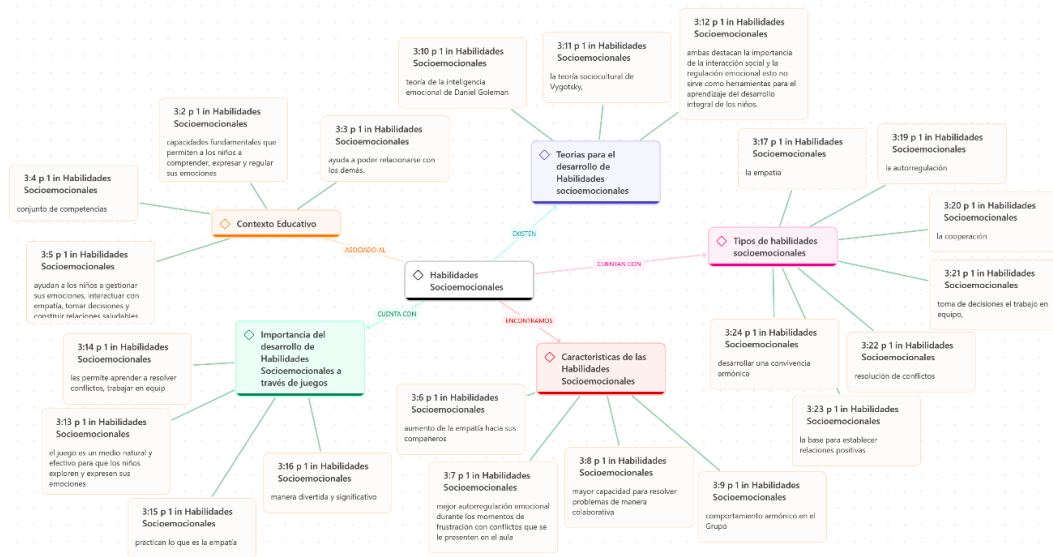 3:12 p 1 in Habilidades
Socioemocionales
ambas destacan la importancia
de la interacción social y la
regulación emocional esto no
sirve como herramientas para el
aprendizaje del desarrollo
integral de los niños.
3:10 p 1 in Habilidades
Socioemocionales
teoría de la inteligencia
emocional de Daniel Goleman
3:11 p 1 in Habilidades
Socioemocionales
la teoría sociocultural de
Vygotsky,
3:2 p 1 in Habilidades
Socioemocionales
capacidades fundamentales que
permiten a los niños a
comprender, expresar y regular
sus emociones
3:3 p 1 in Habilidades
Socioemocionales
ayuda a poder relacionarse con
los demás.
3:4 p 1 in Habilidades
Socioemocionales
conjunto de competencias
3:5 p 1 in Habilidades
Socioemocionales
ayudan a los niños a gestionar
sus emociones, interactuar con
empatía, tomar decisiones y
construir relaciones saludables
Contexto Educativo
Teorías para el
desarrollo de
Habilidades
socioemocionales
3:17 p 1 in Habilidades
Socioemocionales
la empatía
3:19 p 1 in Habilidades
Socioemocionales
la autorregulación
3:20 p 1 in Habilidades
Socioemocionales
la cooperación
Tipos de habilidades
socioemocionales
3:21 p 1 in Habilidades
Socioemocionales
toma de decisiones el trabajo en
equipo,
ASOCIADO AL
EXISTEN
CUENTAN CON
Habilidades
Socioemocionales
CUENTA CON
ENCONTRAMOS
3:24 p 1 in Habilidades
Socioemocionales
desarrollar una convivencia
armónica
3:22 p 1 in Habilidades
Socioemocionales
resolución de conflictos
3:23 p 1 in Habilidades
Socioemocionales
la base para establecer
relaciones positivas
Importancia del
desarrollo de
Habilidades
Socioemocionales a
través de juegos
Caracteristicas de las
Habilidades
Socioemocionales
3:14 p 1 in Habilidades
Socioemocionales
les permite aprender a resolver
conflictos, trabajar en equip
3:13 p 1 in Habilidades
Socioemocionales
el juego es un medio natural y
efectivo para que los niños
exploren y expresen sus
emociones
3:15 p 1 in Habilidades
Socioemocionales
practican lo que es la empatía
3:16 p 1 in Habilidades
Socioemocionales
manera divertida y significativo
3:6 p 1 in Habilidades
Socioemocionales
aumento de la empatía hacia sus
compañeros
3:7 p 1 in Habilidades
Socioemocionales
mejor autorregulación emocional
durante los momentos de
frustración con conflictos que se
le presenten en el aula
3:8 p 1 in Habilidades
Socioemocionales
mayor capacidad para resolver
problemas de manera
colaborativa
3:9 p 1 in Habilidades
Socioemocionales
comportamiento armónico en el
Grupo